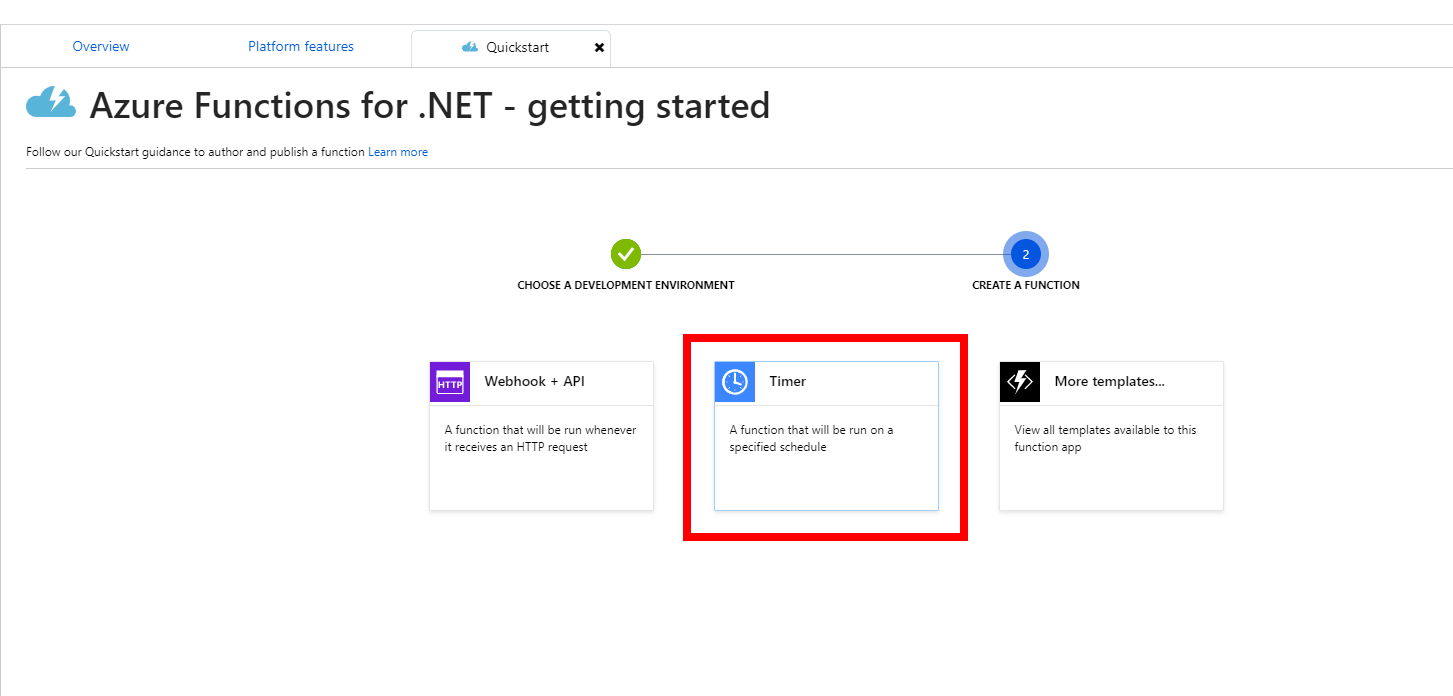 Overview Platform features Quickstart
Azure Functions for .NET - getting started
Follow our Quickstart guidance to author and publish a function Learn more
2
CHOOSE A DEVELOPMENT ENVIRONMENT CREATE A FUNCTION
HTTP Webhook + API
A function that will be run whenever
it receives an HTTP request
Timer
A function that will be run on a
specified schedule
More templates...
View all templates available to this
function app